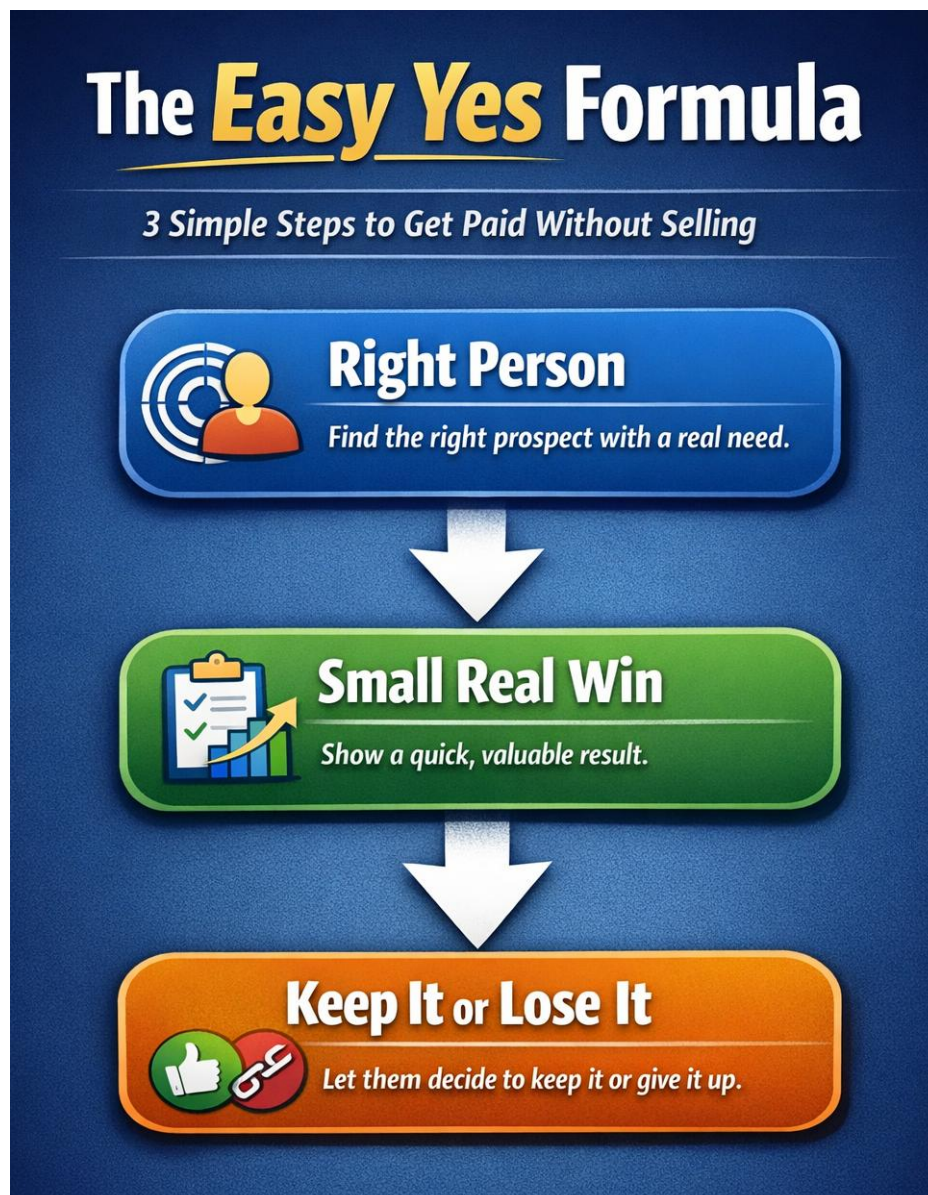 The Easy Yes Formula
3 Simple Steps to Get Paid Without Selling
Right Person
Find the right prospect with a real need.
Small Real Win
Show a quick, valuable result.
Keep It or Lose It
Let them decide to keep it or give it up.